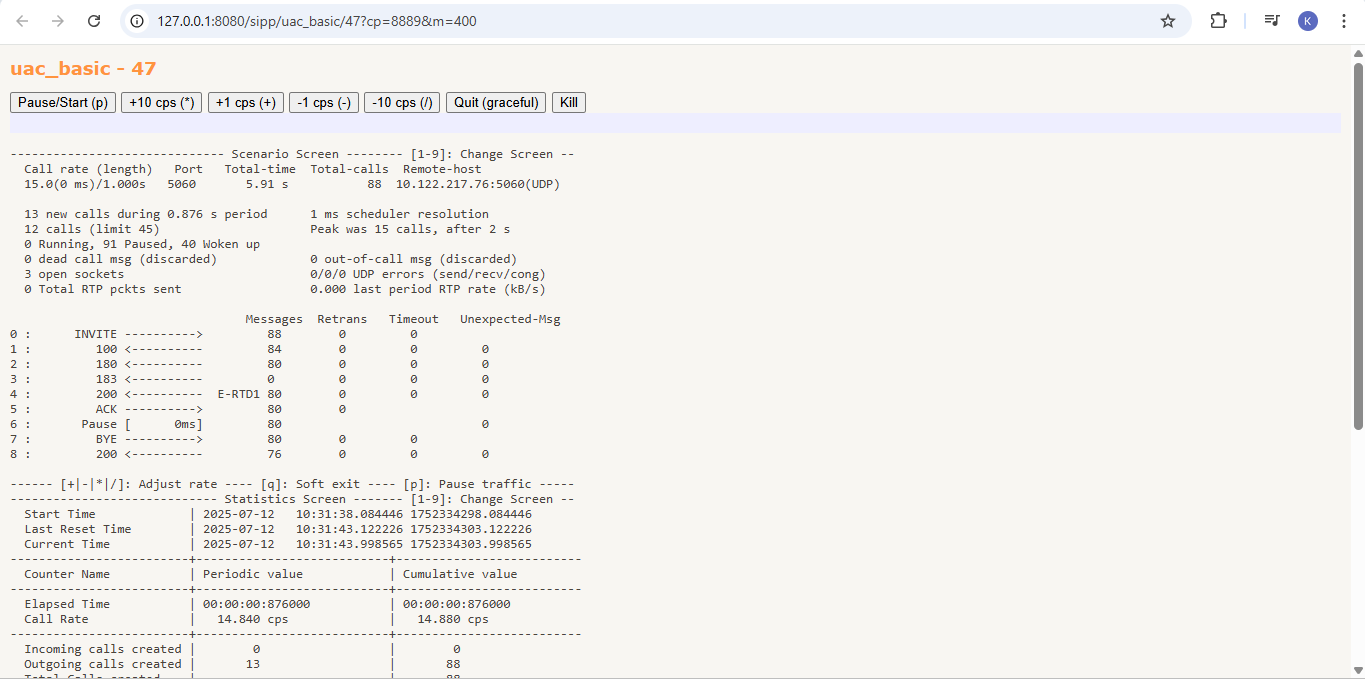 127.0.0.1:8080/sipp/uac_basic/47?cp=8889&m=400
K
uac_basic - 47
Pause/Start (p) +10 cps (*) +1 cps (+) -1 cps (-) -10 cps (/) Quit (graceful) Kill
------------------------------ Scenario Screen -------- [1-9]: Change Screen --
  Call rate (length)   Port   Total-time  Total-calls  Remote-host
  15.0(0 ms)/1.000s   5060       5.91 s           88  10.122.217.76:5060(UDP)
  13 new calls during 0.876 s period      1 ms scheduler resolution
  12 calls (limit 45)                     Peak was 15 calls, after 2 s
  0 Running, 91 Paused, 40 Woken up
  0 dead call msg (discarded)             0 out-of-call msg (discarded)
  3 open sockets                          0/0/0 UDP errors (send/recv/cong)
  0 Total RTP pckts sent                  0.000 last period RTP rate (kB/s)
                                 Messages  Retrans   Timeout   Unexpected-Msg
0 :      INVITE ---------->         88        0         0
1 :         100 <----------         84        0         0         0
2 :         180 <----------         80        0         0         0
3 :         183 <----------         0         0         0         0
4 :         200 <----------  E-RTD1 80        0         0         0
5 :         ACK ---------->         80        0
6 :       Pause [      0ms]         80                            0
7 :         BYE ---------->         80        0         0
8 :         200 <----------         76        0         0         0
------ [+|-|*|/]: Adjust rate ---- [q]: Soft exit ---- [p]: Pause traffic -----
----------------------------- Statistics Screen ------- [1-9]: Change Screen --
  Start Time             | 2025-07-12   10:31:38.084446 1752334298.084446
  Last Reset Time        | 2025-07-12   10:31:43.122226 1752334303.122226
  Current Time           | 2025-07-12   10:31:43.998565 1752334303.998565
-------------------------+---------------------------+--------------------------
  Counter Name           | Periodic value            | Cumulative value
-------------------------+---------------------------+--------------------------
  Elapsed Time           | 00:00:00:876000           | 00:00:00:876000
  Call Rate              |   14.840 cps              |   14.880 cps
-------------------------+---------------------------+--------------------------
  Incoming calls created |        0                  |        0
  Outgoing calls created |       13                  |       88
  Total Calls created    |                           |       88